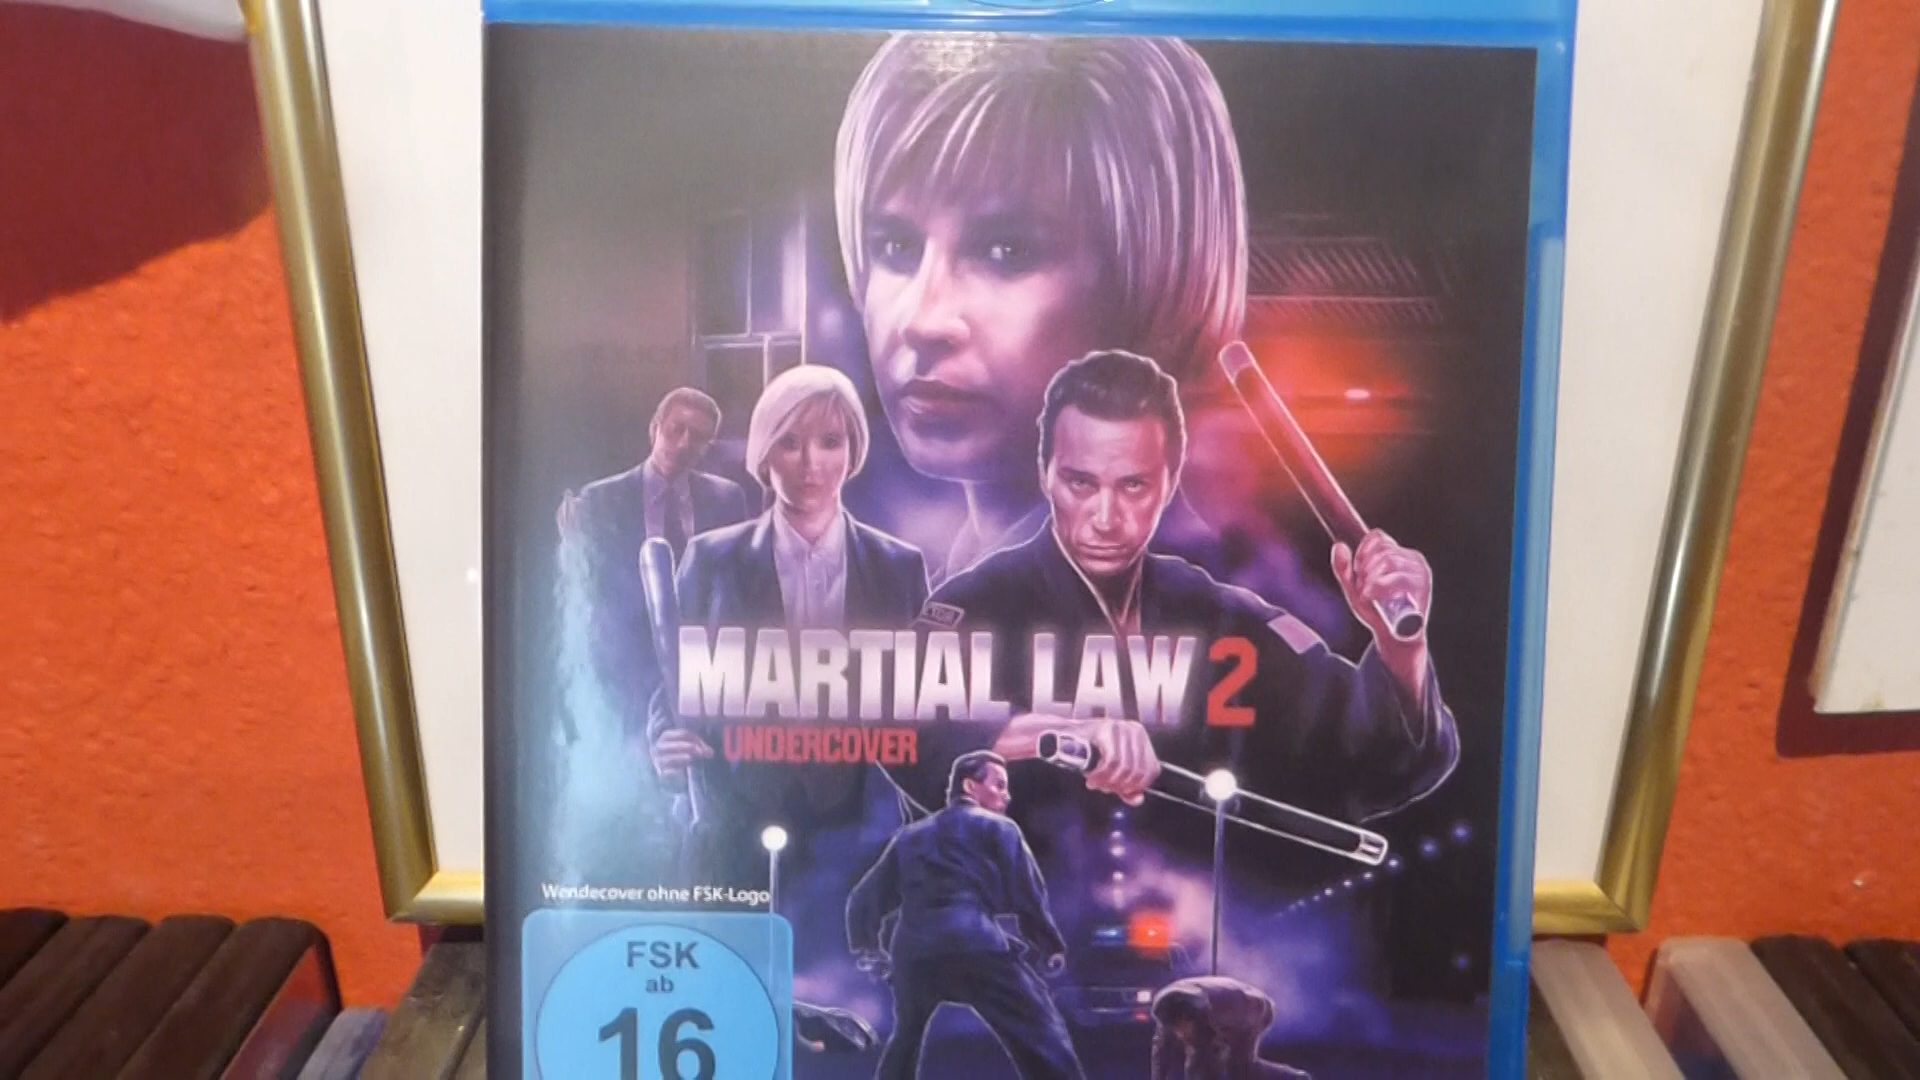 MARTIAL LAW 2
UNDERCOVER
Wendecover ohne FSK-Logo
FSK
ab
16